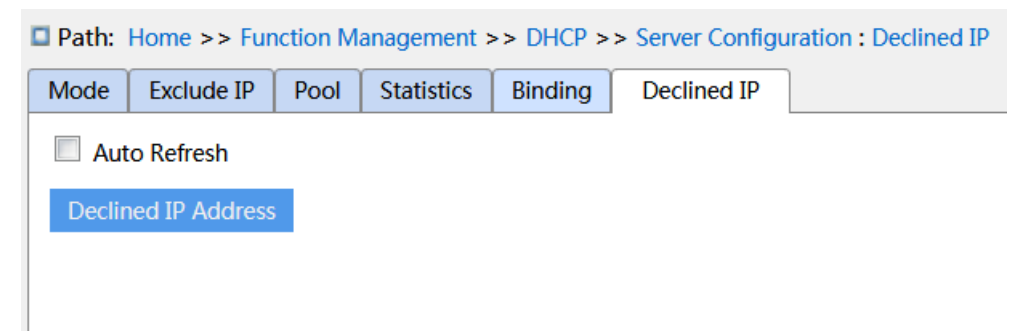 Path: Home >> Function Management >> DHCP >> Server Configuration : Declined IP
Mode Exclude IP Pool Statistics Binding Declined IP
Auto Refresh
Declined IP Address